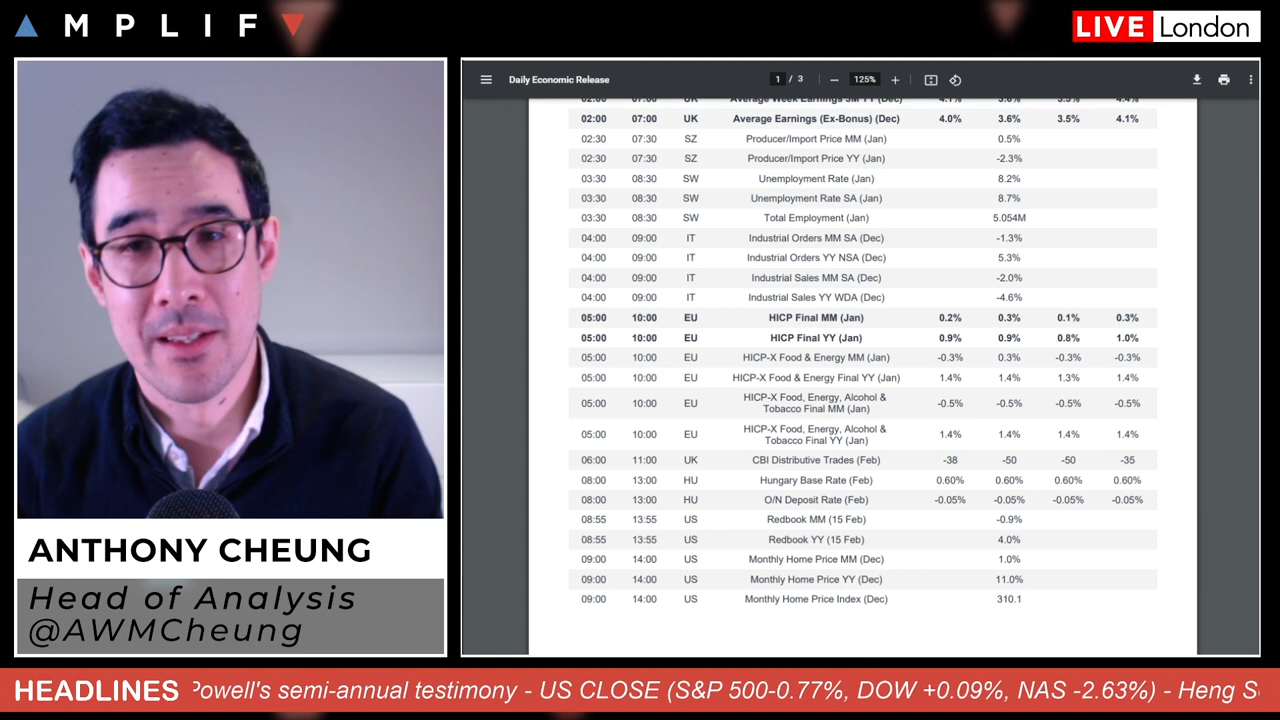 ▲ M P L I F ▼
LIVE London
Daily Economic Release
1 / 3
125%
02:00 07:00 UK Average Week Earnings 3M YY (Dec) 4.1%
02:00 07:00 UK Average Earnings (Ex-Bonus) (Dec) 4.0% 3.6% 3.5% 4.1%
02:30 07:30 SZ Producer/Import Price MM (Jan) 0.5%
02:30 07:30 SZ Producer/Import Price YY (Jan) -2.3%
03:30 08:30 SW Unemployment Rate (Jan) 8.2%
03:30 08:30 SW Unemployment Rate SA (Jan) 8.7%
03:30 08:30 SW Total Employment (Jan) 5.054M
04:00 09:00 IT Industrial Orders MM SA (Dec) -1.3%
04:00 09:00 IT Industrial Orders YY NSA (Dec) 5.3%
04:00 09:00 IT Industrial Sales MM SA (Dec) -2.0%
04:00 09:00 IT Industrial Sales YY WDA (Dec) -4.6%
05:00 10:00 EU HICP Final MM (Jan) 0.2% 0.3% 0.1% 0.3%
05:00 10:00 EU HICP Final YY (Jan) 0.9% 0.9% 0.8% 1.0%
05:00 10:00 EU HICP-X Food & Energy MM (Jan) -0.3% 0.3% -0.3% -0.3%
05:00 10:00 EU HICP-X Food & Energy Final YY (Jan) 1.4% 1.4% 1.3% 1.4%
05:00 10:00 EU HICP-X Food, Energy, Alcohol &
Tobacco Final MM (Jan) -0.5% -0.5% -0.5% -0.5%
05:00 10:00 EU HICP-X Food, Energy, Alcohol &
Tobacco Final YY (Jan) 1.4% 1.4% 1.4% 1.4%
06:00 11:00 UK CBI Distributive Trades (Feb) -38 -50 -50 -35
08:00 13:00 HU Hungary Base Rate (Feb) 0.60% 0.60% 0.60% 0.60%
08:00 13:00 HU O/N Deposit Rate (Feb) -0.05% -0.05% -0.05% -0.05%
08:55 13:55 US Redbook MM (15 Feb) -0.9%
08:55 13:55 US Redbook YY (15 Feb) 4.0%
09:00 14:00 US Monthly Home Price MM (Dec) 1.0%
09:00 14:00 US Monthly Home Price YY (Dec) 11.0%
09:00 14:00 US Monthly Home Price Index (Dec) 310.1
ANTHONY CHEUNG
Head of Analysis
@AWMCheung
HEADLINES Powell's semi-annual testimony - US CLOSE (S&P 500-0.77%, DOW +0.09%, NAS -2.63%) - Heng